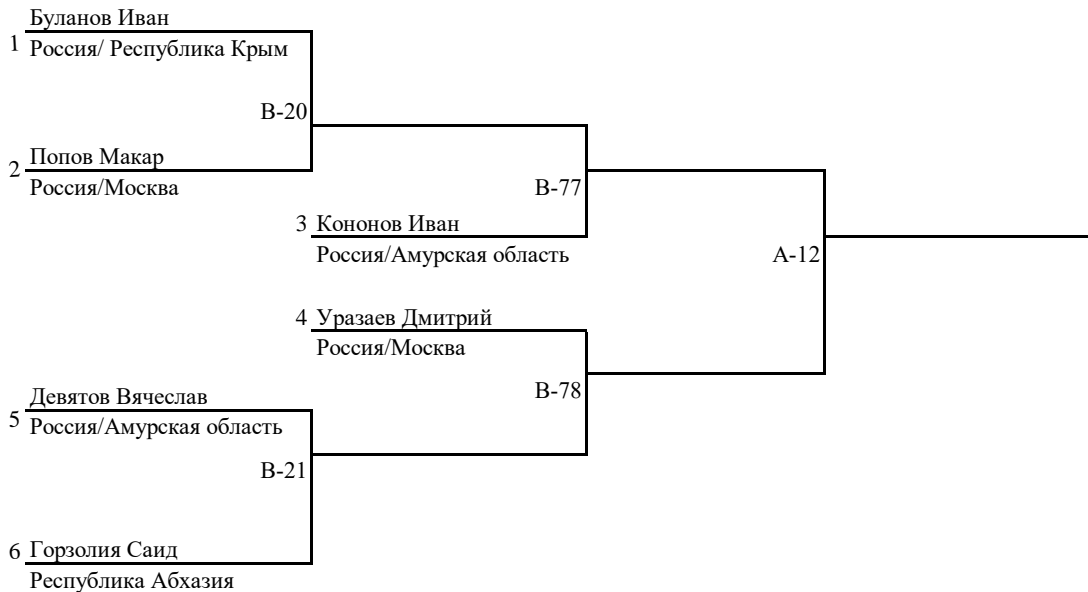 Буланов Иван
1
Россия/ Республика Крым
В-20
Попов Макар
2
Россия/Москва
В-77
3 Кононов Иван
Россия/Амурская область
А-12
4 Уразаев Дмитрий
Россия/Москва
В-78
Девятов Вячеслав
5
Россия/Амурская область
В-21
6 Горзолия Саид
Республика Абхазия